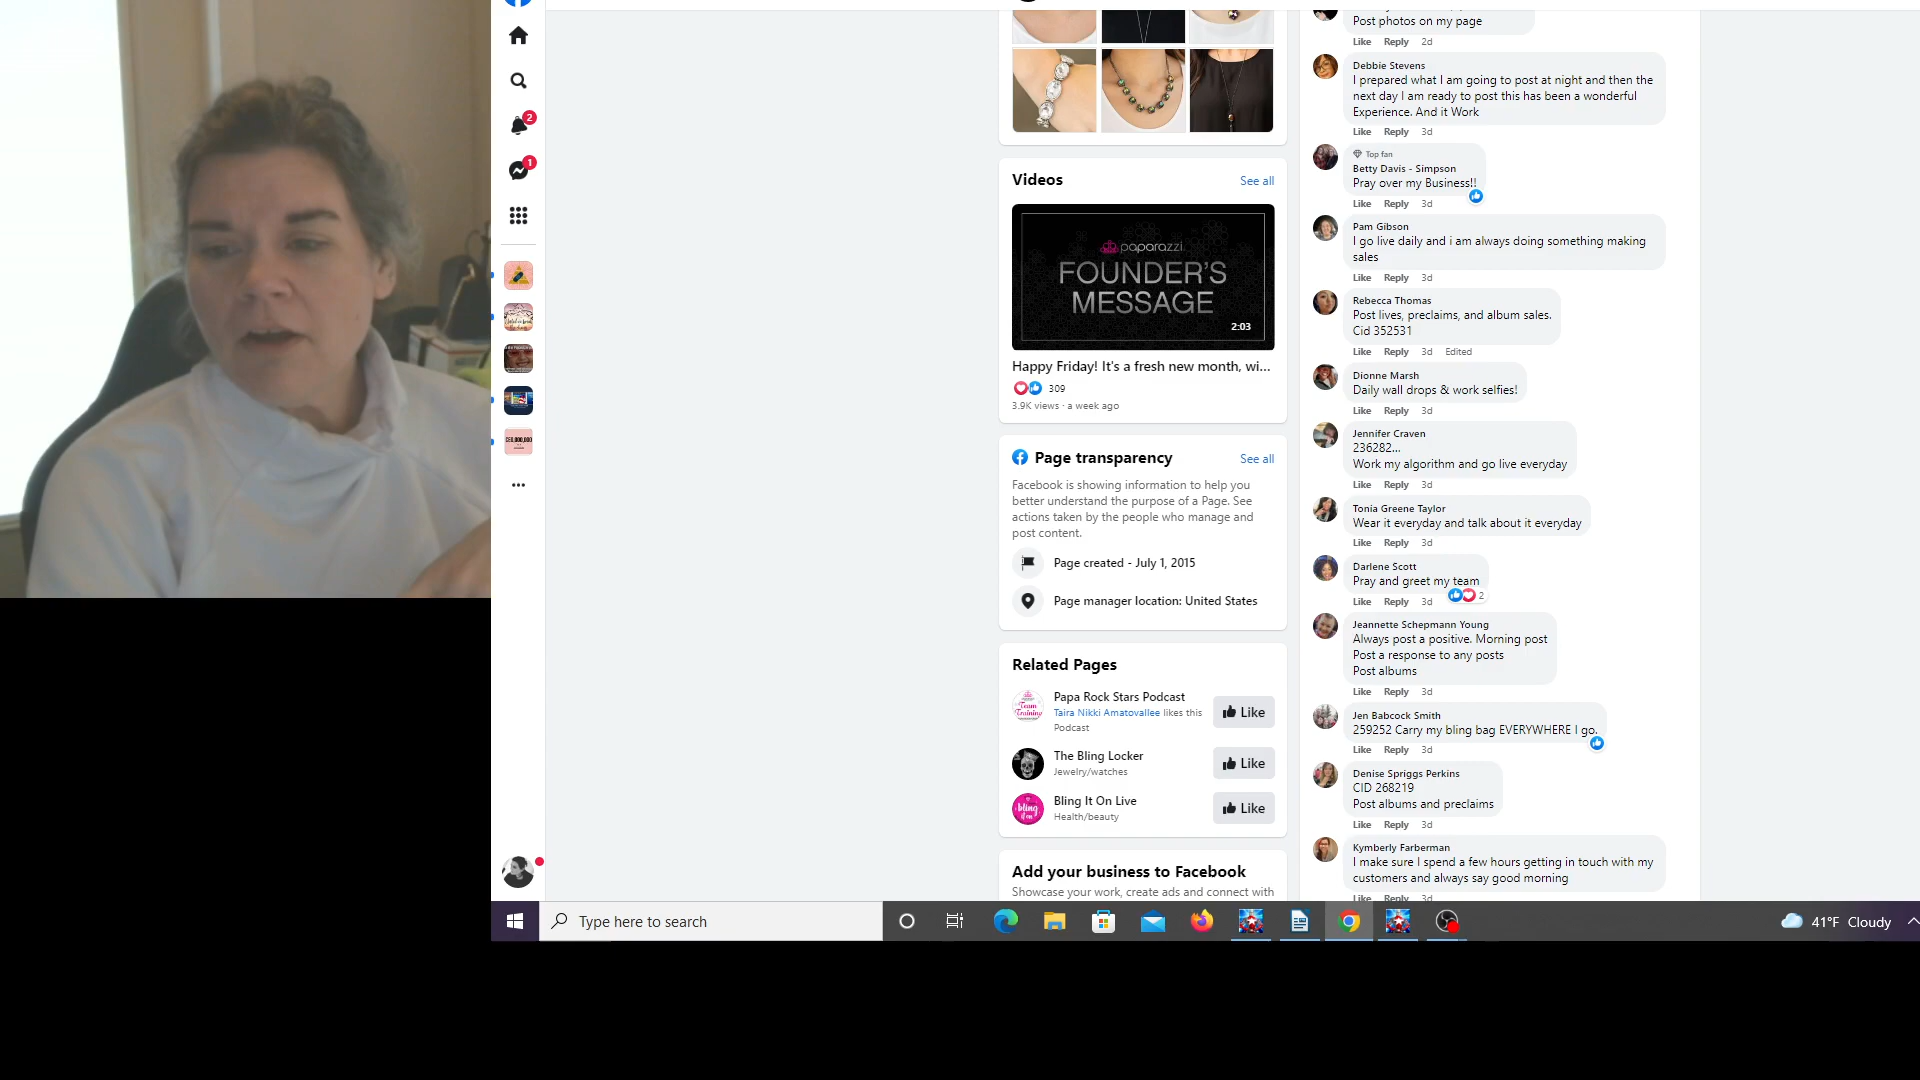 2
1
Videos
See all
paparazzi
FOUNDER'S
MESSAGE
2:03
Happy Friday! It's a fresh new month, wi...
309
3.9K views · a week ago
Page transparency
See all
Facebook is showing information to help you
better understand the purpose of a Page. See
actions taken by the people who manage and
post content.
Page created - July 1, 2015
Page manager location: United States
Related Pages
Papa Rock Stars Podcast
Taira Nikki Amatovallee likes this
Podcast
Like
The Bling Locker
Jewelry/watches
Like
Bling It On Live
Health/beauty
Like
Add your business to Facebook
Showcase your work, create ads and connect with
Post photos on my page
Like Reply 2d
Debbie Stevens
I prepared what I am going to post at night and then the
next day I am ready to post this has been a wonderful
Experience. And it Work
Like Reply 3d
Top fan
Betty Davis - Simpson
Pray over my Business!!
Like Reply 3d
Pam Gibson
I go live daily and i am always doing something making
sales
Like Reply 3d
Rebecca Thomas
Post lives, preclaims, and album sales.
Cid 352531
Like Reply 3d Edited
Dionne Marsh
Daily wall drops & work selfies!
Like Reply 3d
Jennifer Craven
236282...
Work my algorithm and go live everyday
Like Reply 3d
Tonia Greene Taylor
Wear it everyday and talk about it everyday
Like Reply 3d
Darlene Scott
Pray and greet my team
Like Reply 3d 2
Jeannette Schepmann Young
Always post a positive. Morning post
Post a response to any posts
Post albums
Like Reply 3d
Jen Babcock Smith
259252 Carry my bling bag EVERYWHERE I go.
Like Reply 3d
Denise Spriggs Perkins
CID 268219
Post albums and preclaims
Like Reply 3d
Kymberly Farberman
I make sure I spend a few hours getting in touch with my
customers and always say good morning
Like Reply 3d
Type here to search
41°F Cloudy